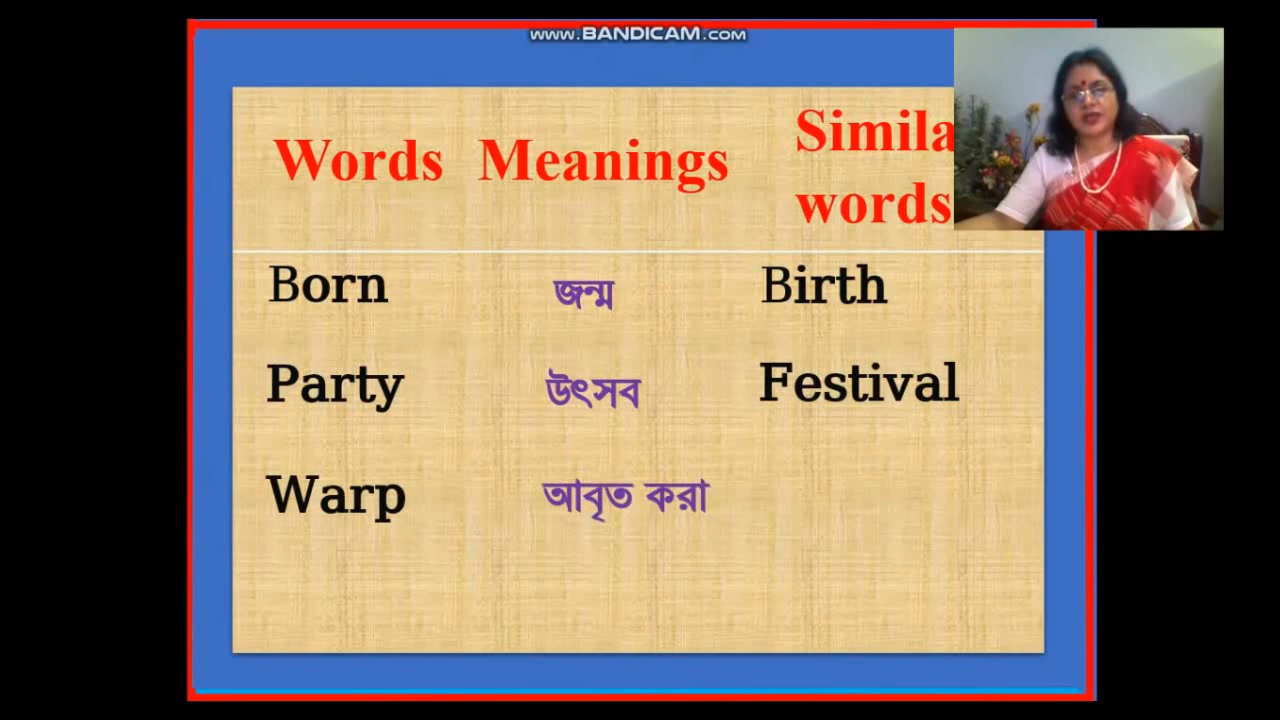 www.BANDICAM.com
Words Meanings Simila
words
Born জন্ম Birth
Party উৎসব Festival
Warp আবৃত করা